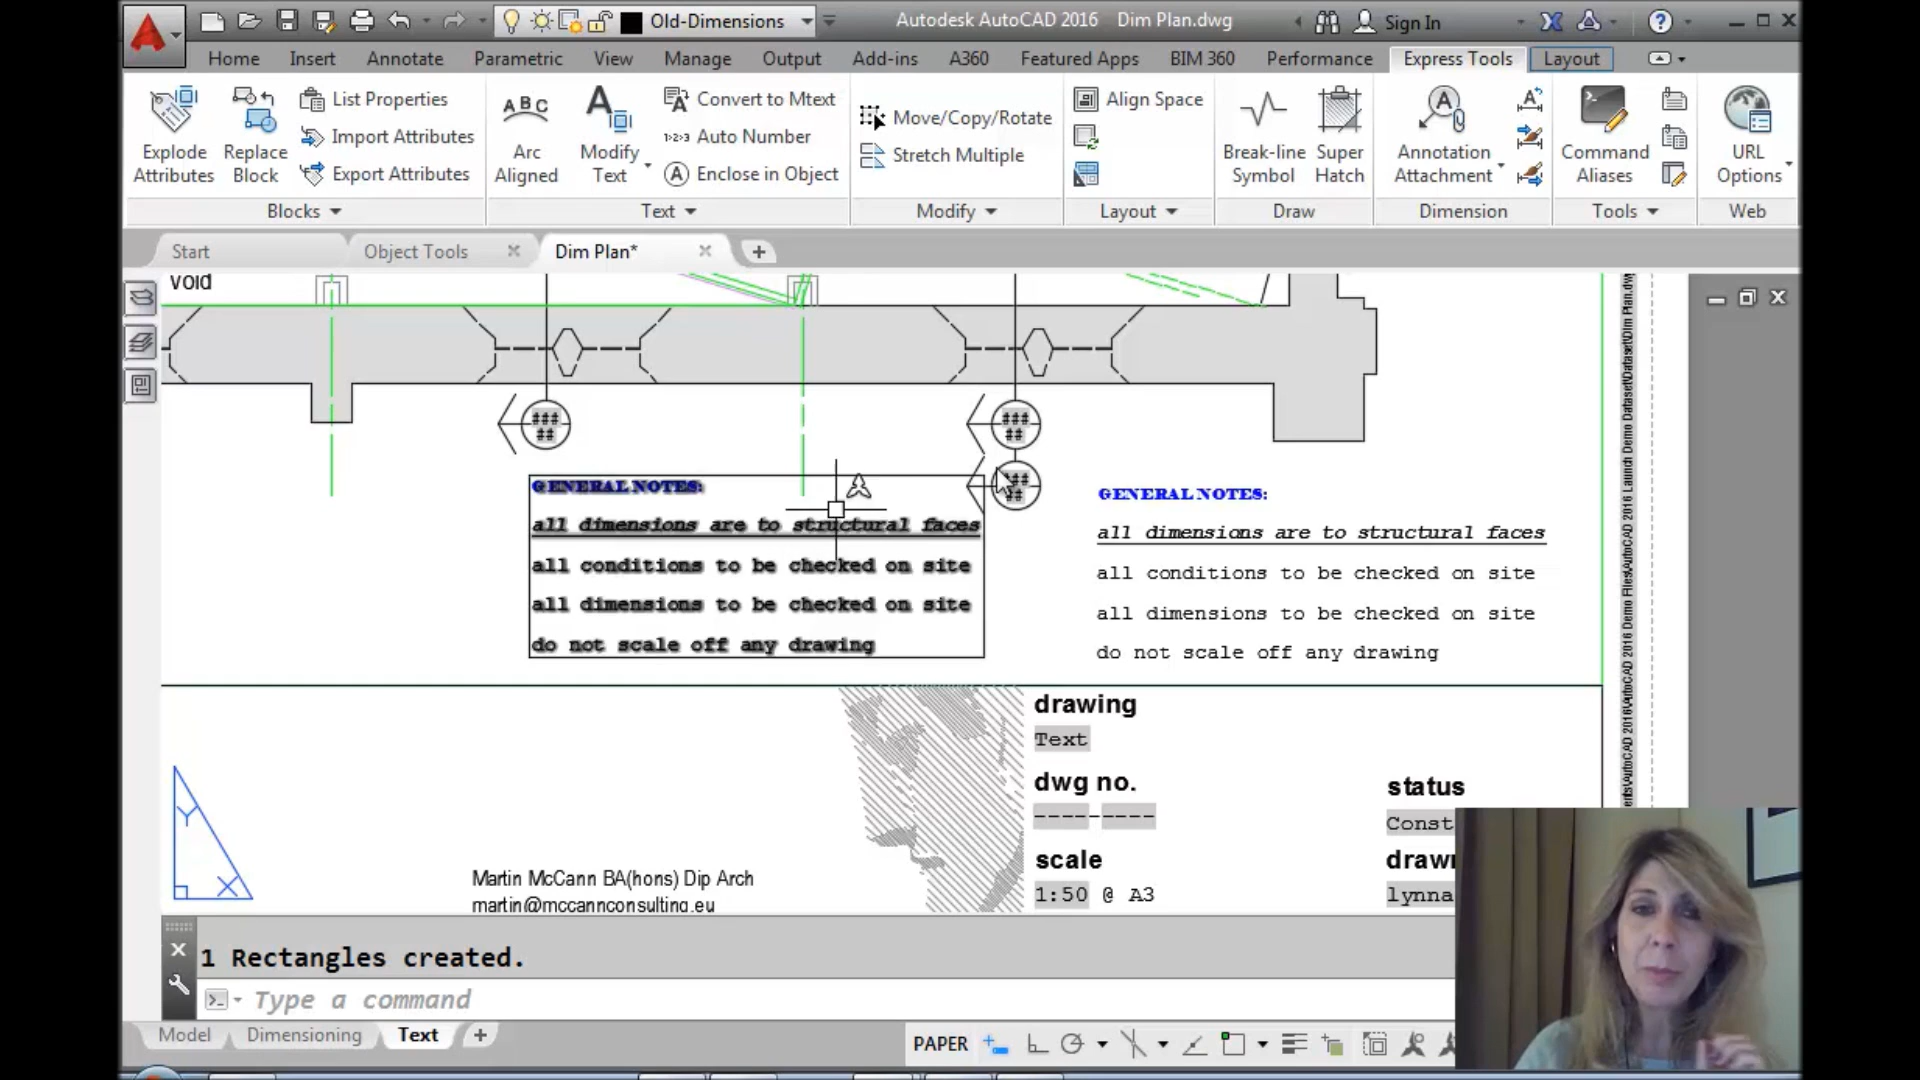 Old-Dimensions
Autodesk AutoCAD 2016 Dim Plan.dwg
Sign In
Home Insert Annotate Parametric View Manage Output Add-ins A360 Featured Apps BIM 360 Performance Express Tools Layout
Explode
Attributes
Replace
Block
List Properties
Import Attributes
Export Attributes
Blocks
ABC
Arc
Aligned
Modify
Text
Convert to Mtext
Auto Number
Enclose in Object
Text
Move/Copy/Rotate
Stretch Multiple
Modify
Align Space
Layout
Break-line
Symbol
Super
Hatch
Draw
Annotation
Attachment
Dimension
Command
Aliases
Tools
URL
Options
Web
Start Object Tools Dim Plan*
void
###
##
###
##
###
##
GENERAL NOTES:
all dimensions are to structural faces
all conditions to be checked on site
all dimensions to be checked on site
do not scale off any drawing
GENERAL NOTES:
all dimensions are to structural faces
all conditions to be checked on site
all dimensions to be checked on site
do not scale off any drawing
drawing
Text
dwg no.
---------
scale
1:50 @ A3
status
Const
drawn
lynna
Y
X
Martin McCann BA(hons) Dip Arch
martin@mccannconsulting.eu
1 Rectangles created.
Type a command
Model Dimensioning Text
PAPER